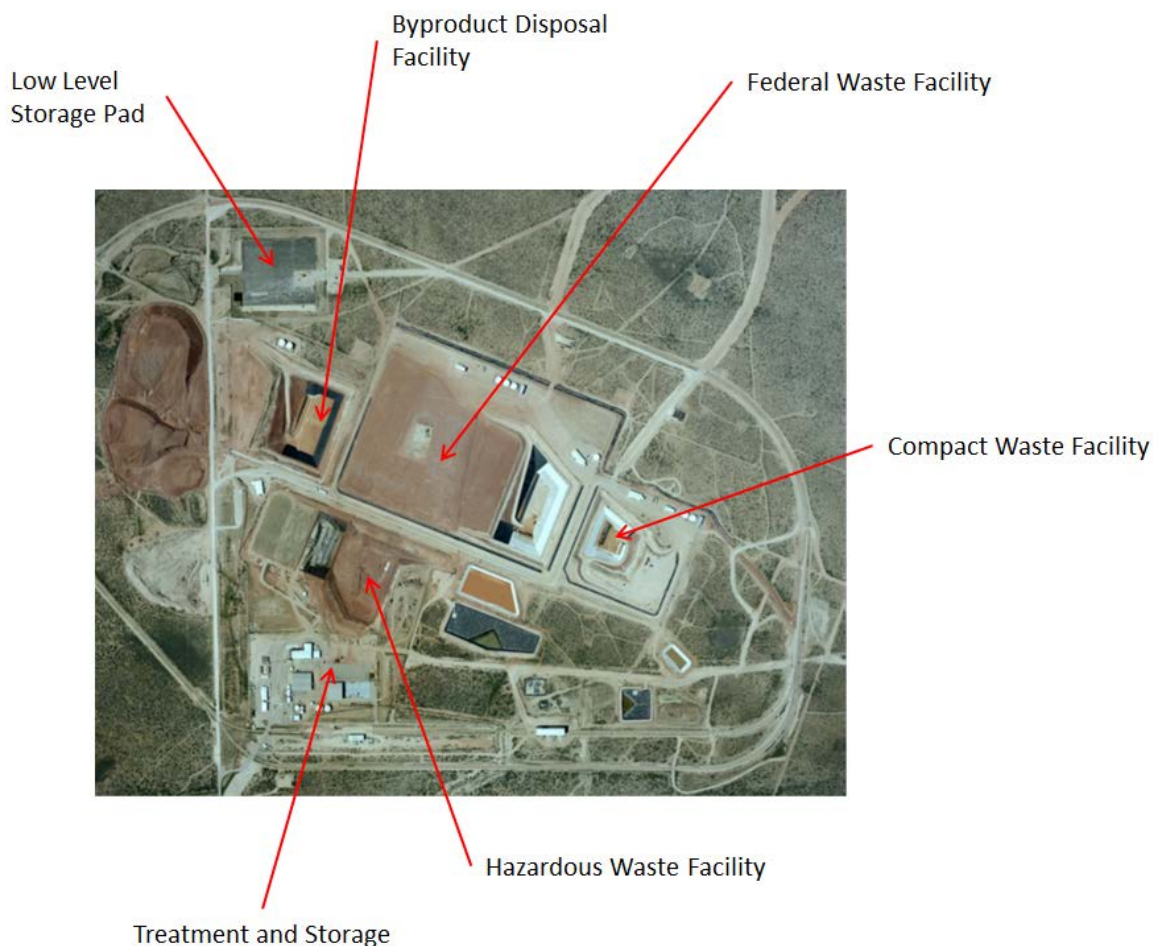 Byproduct Disposal
Facility
Low Level
Storage Pad
Federal Waste Facility
Compact Waste Facility
Hazardous Waste Facility
Treatment and Storage